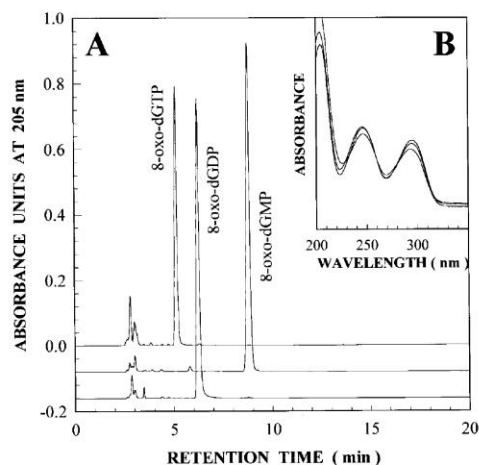 A
B
1.0
0.8
0.6
0.4
0.2
0.0
-0.2
ABSORBANCE UNITS AT 205 nm
8-oxo-dGTP
8-oxo-dGDP
8-oxo-dGMP
ABSORBANCE
200 250 300
WAVELENGTH ( nm )
0 5 10 15 20
RETENTION TIME ( min )